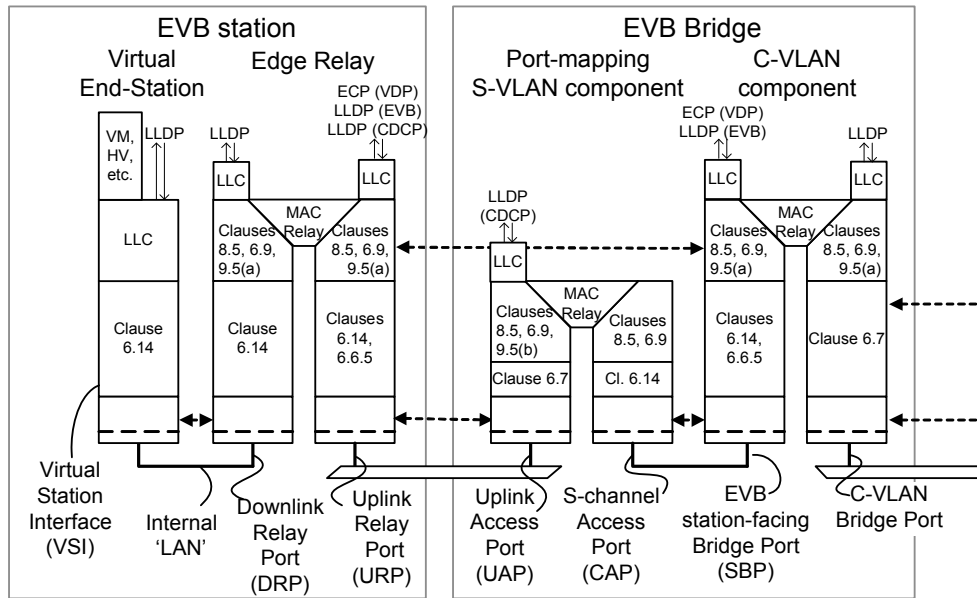 EVB station
EVB Bridge
Virtual
End-Station
Edge Relay
Port-mapping
S-VLAN component
C-VLAN
component
ECP (VDP)
LLDP (EVB)
LLDP (CDCP)
ECP (VDP)
LLDP (EVB)
VM,
HV,
etc.
LLDP
LLDP
LLDP
LLC
LLC
LLC
LLC
LLDP
(CDCP)
LLC
LLC
MAC
Relay
Clauses
8.5, 6.9,
9.5(a)
Clauses
8.5, 6.9,
9.5(a)
MAC
Relay
Clauses
8.5, 6.9,
9.5(a)
Clauses
8.5, 6.9,
9.5(a)
MAC
Relay
Clauses
8.5, 6.9,
9.5(b)
Clauses
8.5, 6.9
Clause
6.14
Clause
6.14
Clauses
6.14,
6.6.5
Clause 6.7
Cl. 6.14
Clauses
6.14,
6.6.5
Clause 6.7
Virtual
Station
Interface
(VSI)
Internal
‘LAN’
Downlink
Relay
Port
(DRP)
Uplink
Relay
Port
(URP)
Uplink
Access
Port
(UAP)
S-channel
Access
Port
(CAP)
EVB
station-facing
Bridge Port
(SBP)
C-VLAN
Bridge Port